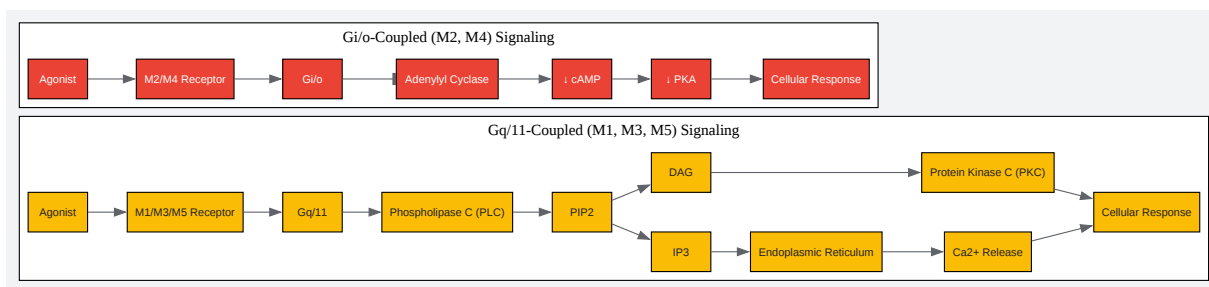 Gi/o-Coupled (M2, M4) Signaling
Agonist
M2/M4 Receptor
Gi/o
Adenylyl Cyclase
↓ cAMP
↓ PKA
Cellular Response
Gq/11-Coupled (M1, M3, M5) Signaling
Agonist
M1/M3/M5 Receptor
Gq/11
Phospholipase C (PLC)
PIP2
DAG
Protein Kinase C (PKC)
IP3
Endoplasmic Reticulum
Ca2+ Release
Cellular Response